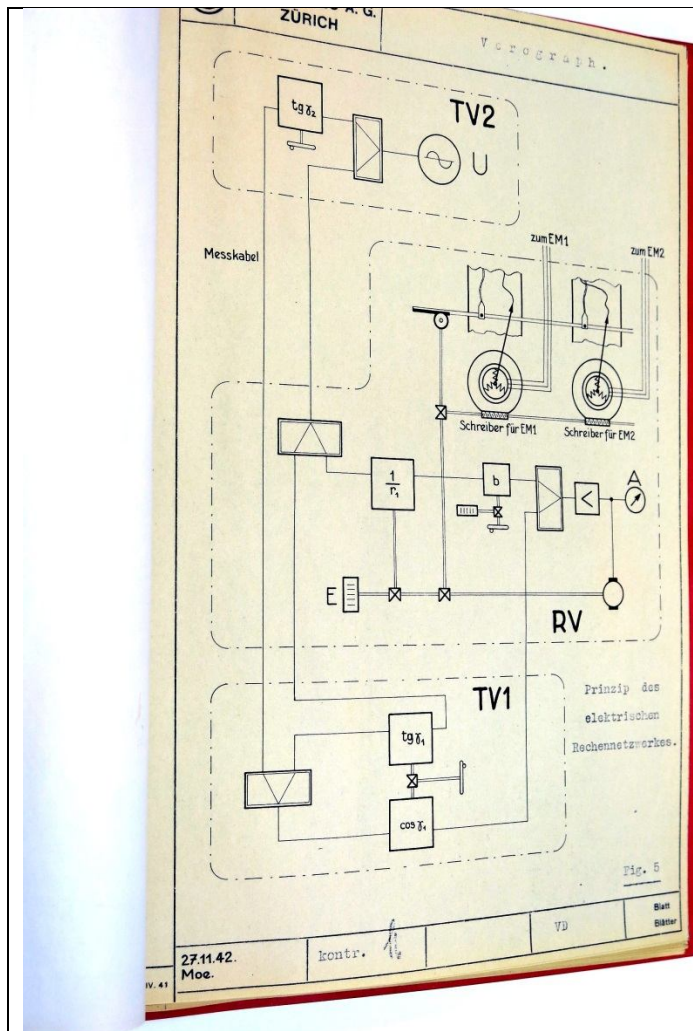 A. G.
ZÜRICH
Verograph.
TV2
tg γ₂
U
Messkabel
zum EM1
zum EM2
Schreiber für EM1
Schreiber für EM2
1
r₁
b
<
A
E
RV
TV1
tg γ₁
cos γ₁
Prinzip des
elektrischen
Rechennetzwerkes.
Fig. 5
27.11.42.
Moe.
kontr.
VD
Blatt
Blätter
IV. 41